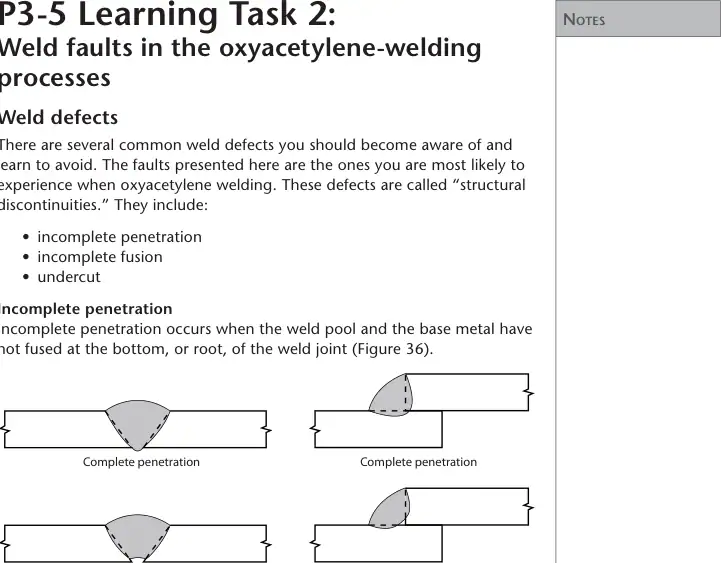 P3-5 Learning Task 2:
NOTES
Weld faults in the oxyacetylene-welding
processes
Weld defects
There are several common weld defects you should become aware of and
learn to avoid. The faults presented here are the ones you are most likely to
experience when oxyacetylene welding. These defects are called “structural
discontinuities.” They include:
• incomplete penetration
• incomplete fusion
• undercut
Incomplete penetration
Incomplete penetration occurs when the weld pool and the base metal have
not fused at the bottom, or root, of the weld joint (Figure 36).
Complete penetration
Complete penetration